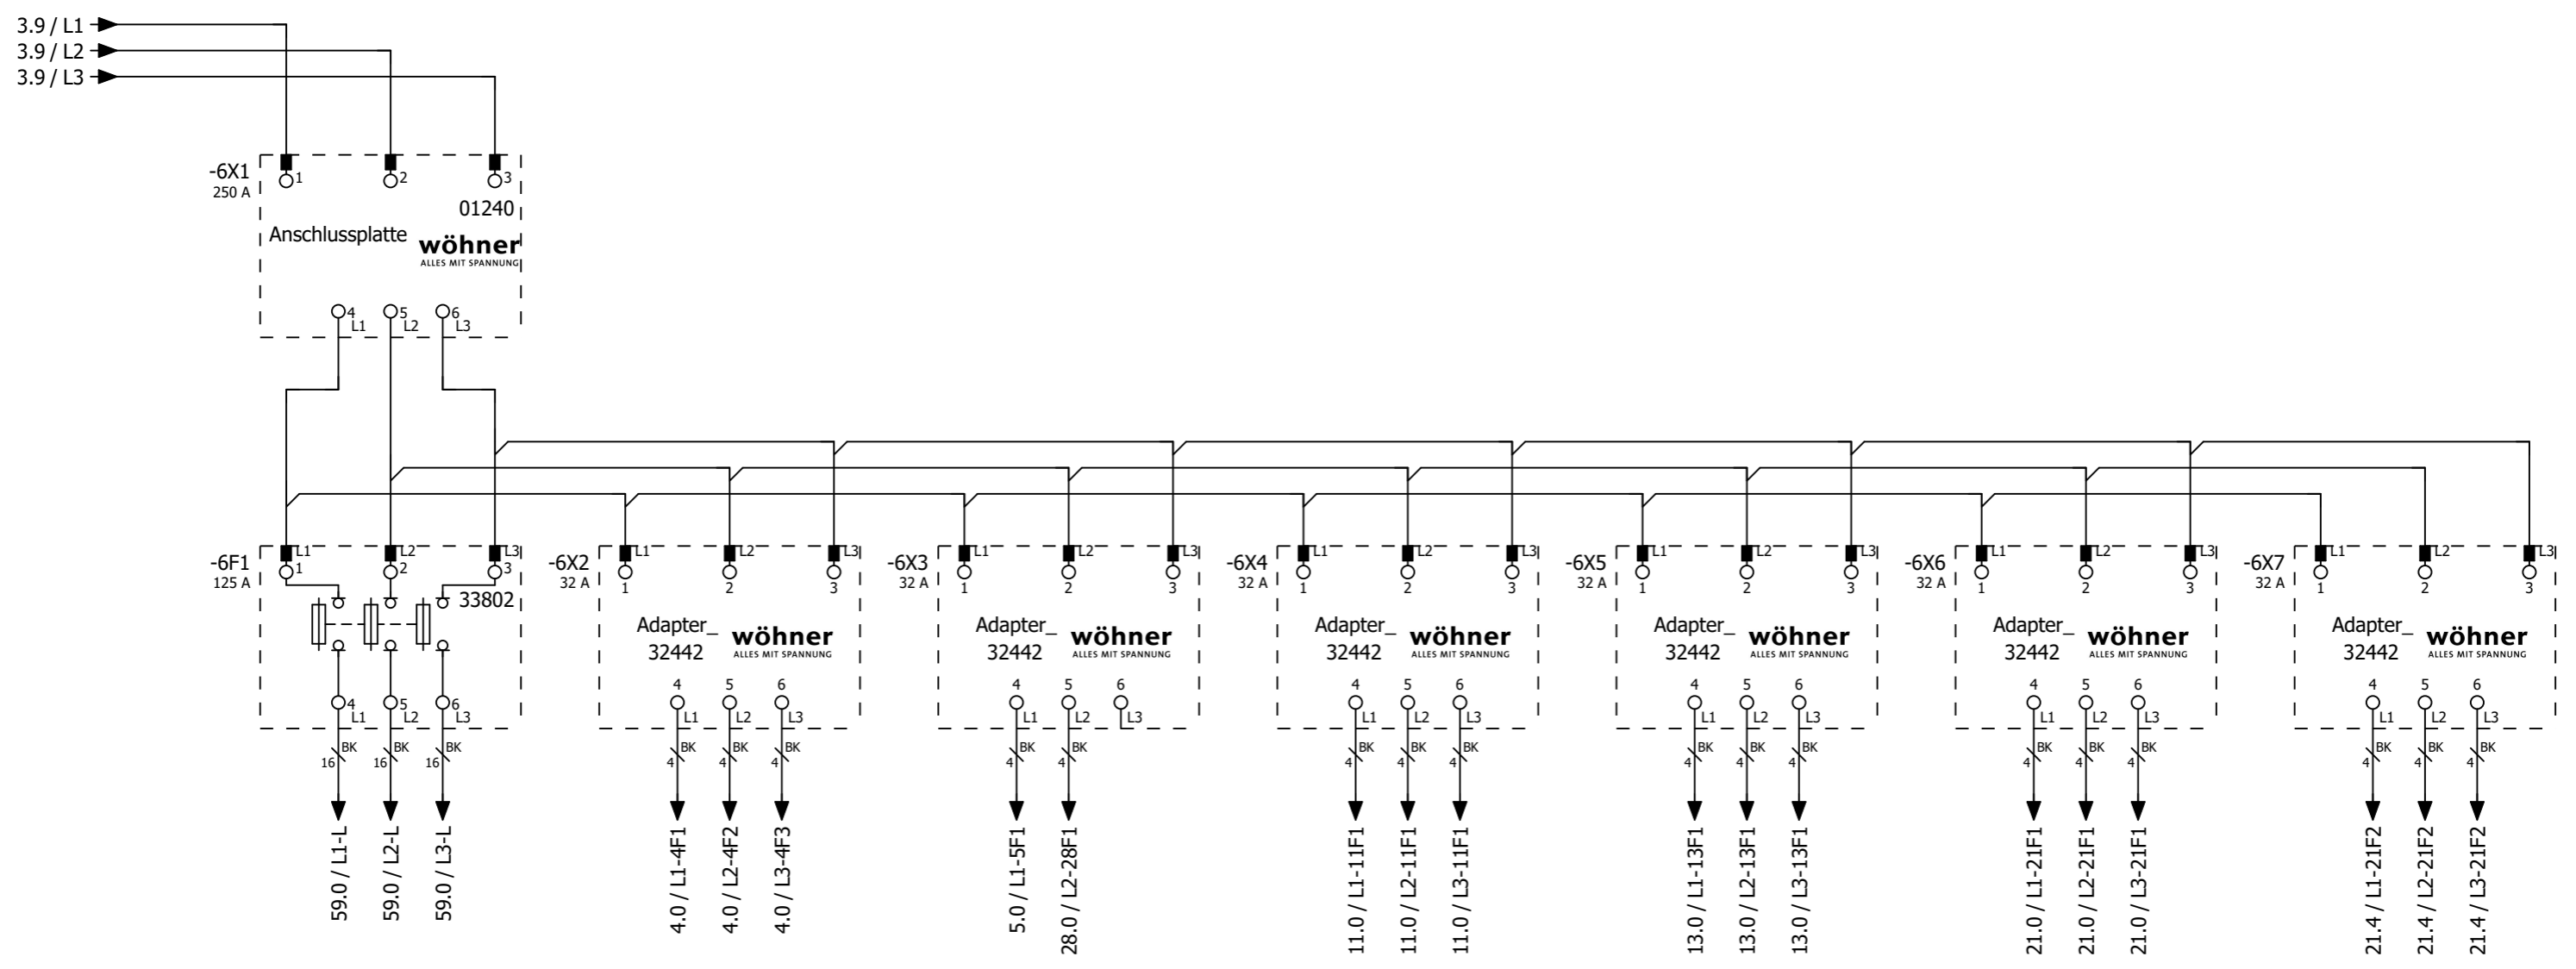 3.9 / L1
3.9 / L2
3.9 / L3
-6X1
250 A
1
2
3
01240
Anschlussplatte
wöhner
ALLES MIT SPANNUNG
4
5
6
L1
L2
L3
-6F1
125 A
L1
L2
L3
1
2
3
33802
4
5
6
L1
L2
L3
BK
BK
BK
16
16
16
59.0 / L1-L
59.0 / L2-L
59.0 / L3-L
-6X2
32 A
L1
L2
L3
1
2
3
Adapter_
32442
wöhner
ALLES MIT SPANNUNG
4
5
6
L1
L2
L3
BK
BK
BK
4
4
4
4.0 / L1-4F1
4.0 / L2-4F2
4.0 / L3-4F3
-6X3
32 A
L1
L2
L3
1
2
3
Adapter_
32442
wöhner
ALLES MIT SPANNUNG
4
5
6
L1
L2
L3
BK
BK
4
4
5.0 / L1-5F1
28.0 / L2-28F1
-6X4
32 A
L1
L2
L3
1
2
3
Adapter_
32442
wöhner
ALLES MIT SPANNUNG
4
5
6
L1
L2
L3
BK
BK
BK
4
4
4
11.0 / L1-11F1
11.0 / L2-11F1
11.0 / L3-11F1
-6X5
32 A
L1
L2
L3
1
2
3
Adapter_
32442
wöhner
ALLES MIT SPANNUNG
4
5
6
L1
L2
L3
BK
BK
BK
4
4
4
13.0 / L1-13F1
13.0 / L2-13F1
13.0 / L3-13F1
-6X6
32 A
L1
L2
L3
1
2
3
Adapter_
32442
wöhner
ALLES MIT SPANNUNG
4
5
6
L1
L2
L3
BK
BK
BK
4
4
4
21.0 / L1-21F1
21.0 / L2-21F1
21.0 / L3-21F1
-6X7
32 A
L1
L2
L3
1
2
3
Adapter_
32442
wöhner
ALLES MIT SPANNUNG
4
5
6
L1
L2
L3
BK
BK
BK
4
4
4
21.4 / L1-21F2
21.4 / L2-21F2
21.4 / L3-21F2